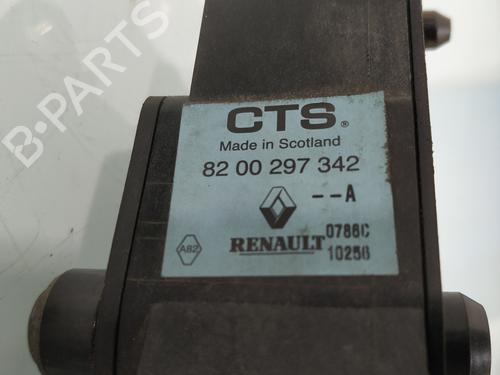 B-PARTS
CTS®
Made in Scotland
82 00 297 342
--A
0786C
RENAULT 10256
A82